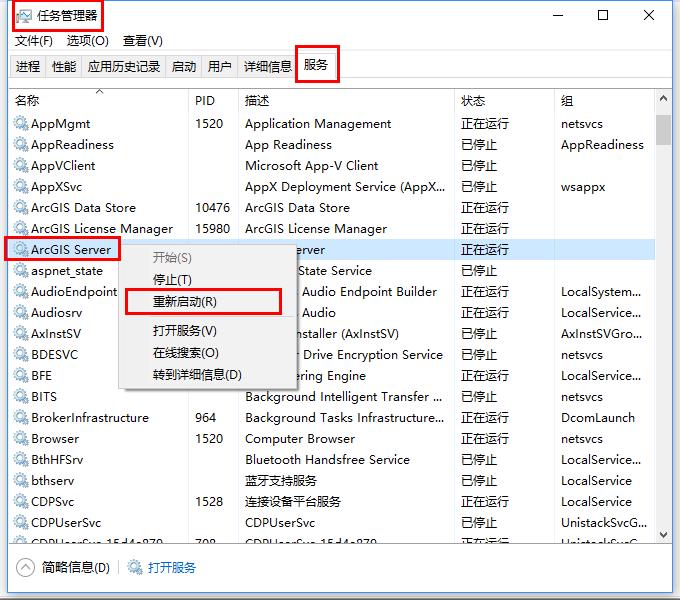 任务管理器
文件(F) 选项(O) 查看(V)
进程 性能 应用历史记录 启动 用户 详细信息 服务
名称 PID 描述 状态 组
AppMgmt 1520 Application Management 正在运行 netsvcs
AppReadiness App Readiness 已停止 AppReadiness
AppVClient Microsoft App-V Client 已停止
AppXSvc AppX Deployment Service (AppX... 已停止 wsappx
ArcGIS Data Store 10476 ArcGIS Data Store 正在运行
ArcGIS License Manager 15980 ArcGIS License Manager 正在运行
ArcGIS Server erver 正在运行
开始(S)
aspnet_state State Service 已停止
停止(T)
AudioEndpoint Audio Endpoint Builder 正在运行 LocalSystem...
重新启动(R)
Audiosrv Audio 正在运行 LocalService...
打开服务(V)
AxInstSV nstaller (AxInstSV) 已停止 AxInstSVGro...
在线搜索(O)
BDESVC r Drive Encryption Service 已停止 netsvcs
转到详细信息(D)
BFE ering Engine 正在运行 LocalService...
BITS Background Intelligent Transfer ... 已停止 netsvcs
BrokerInfrastructure 964 Background Tasks Infrastructure... 正在运行 DcomLaunch
Browser 1520 Computer Browser 正在运行 netsvcs
BthHFSrv Bluetooth Handsfree Service 已停止 LocalService...
bthserv 蓝牙支持服务 已停止 LocalService
CDPSvc 1528 连接设备平台服务 正在运行 LocalService
CDPUserSvc CDPUserSvc 已停止 UnistackSvcG...
简略信息(D) 打开服务